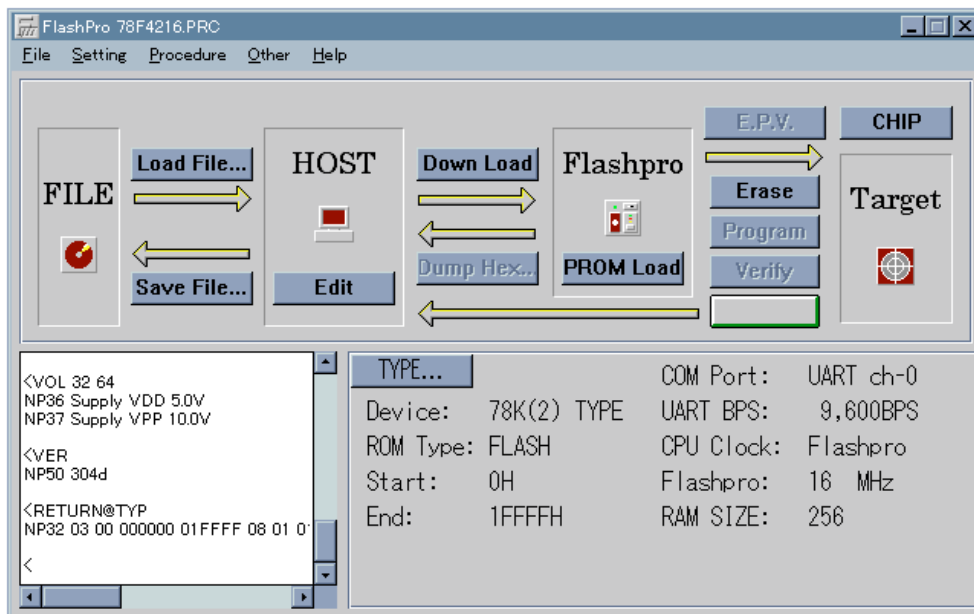 FlashPro 78F4216.PRC
File Setting Procedure Other Help
FILE
Load File...
Save File...
HOST
Edit
Down Load
Dump Hex...
Flashpro
PROM Load
E.P.V.
Erase
Program
Verify
CHIP
Target
<VOL 32 64
NP36 Supply VDD 5.0V
NP37 Supply VPP 10.0V
<VER
NP50 304d
<RETURN@TYP
NP32 03 00 000000 01FFFF 08 01
<
TYPE...
Device: 78K(2) TYPE
ROM Type: FLASH
Start: 0H
End: 1FFFFH
COM Port: UART ch-0
UART BPS: 9,600BPS
CPU Clock: Flashpro
Flashpro: 16 MHz
RAM SIZE: 256